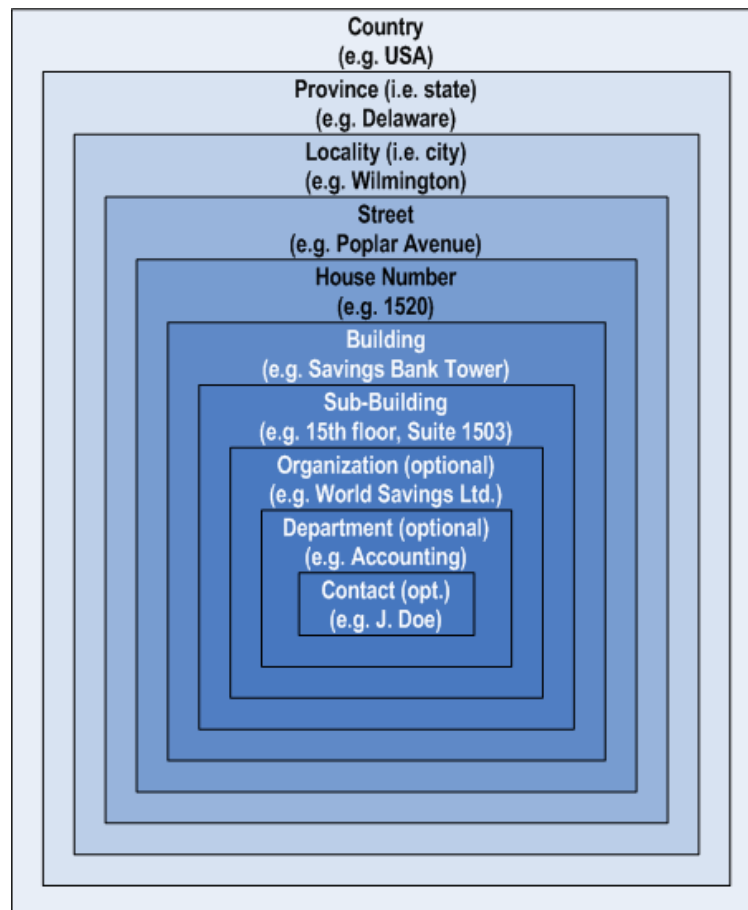 Country
(e.g. USA)
Province (i.e. state)
(e.g. Delaware)
Locality (i.e. city)
(e.g. Wilmington)
Street
(e.g. Poplar Avenue)
House Number
(e.g. 1520)
Building
(e.g. Savings Bank Tower)
Sub-Building
(e.g. 15th floor, Suite 1503)
Organization (optional)
(e.g. World Savings Ltd.)
Department (optional)
(e.g. Accounting)
Contact (opt.)
(e.g. J. Doe)